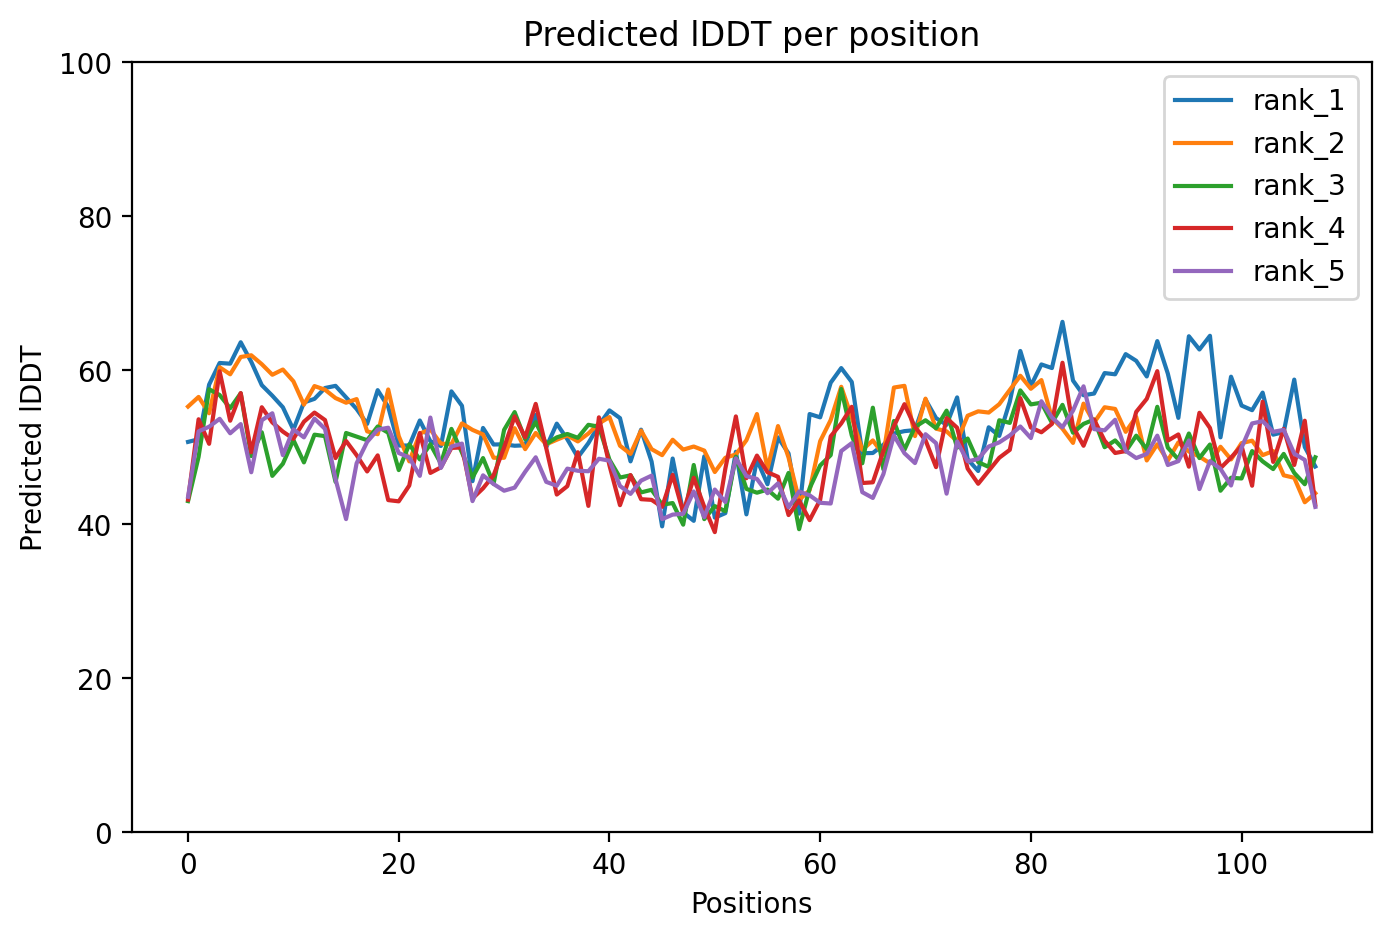 Predicted lDDT per position
100
80
60
40
20
0
Predicted lDDT
0 20 40 60 80 100
Positions
rank_1
rank_2
rank_3
rank_4
rank_5